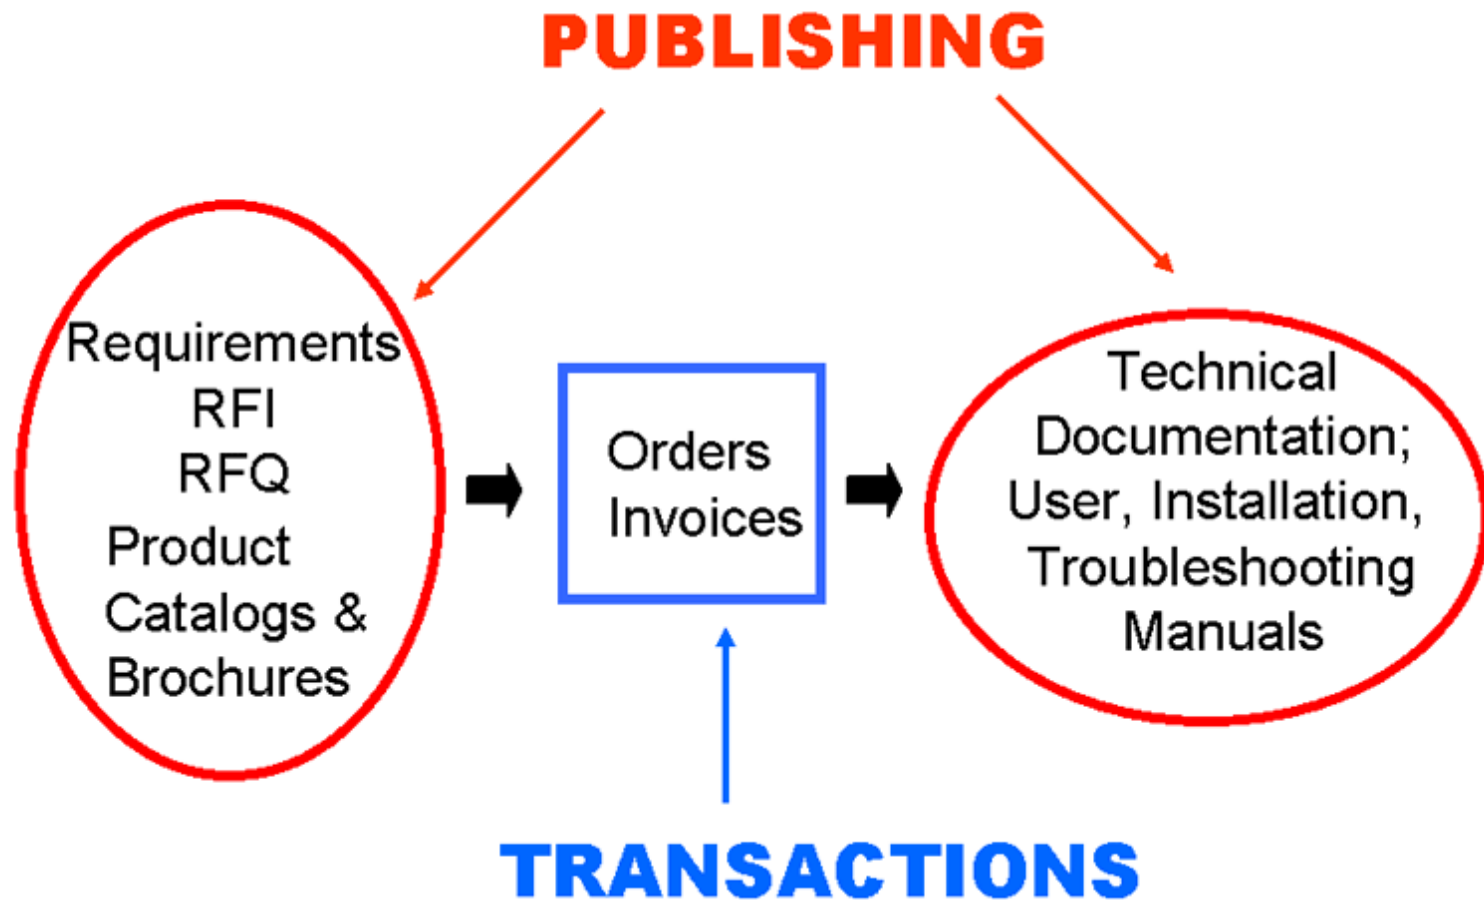 PUBLISHING
Requirements
RFI
RFQ
Product
Catalogs &
Brochures
Orders
Invoices
Technical
Documentation;
User, Installation,
Troubleshooting
Manuals
TRANSACTIONS